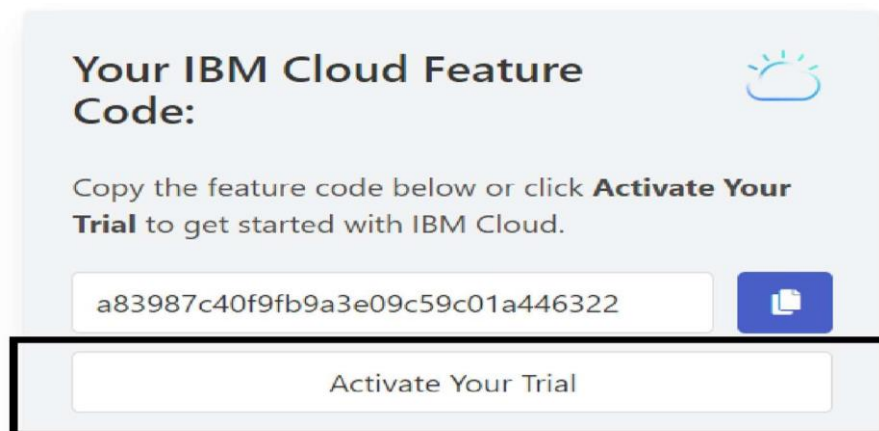 Your IBM Cloud Feature
Code:
Copy the feature code below or click Activate Your
Trial to get started with IBM Cloud.
a83987c40f9fb9a3e09c59c01a446322
Activate Your Trial